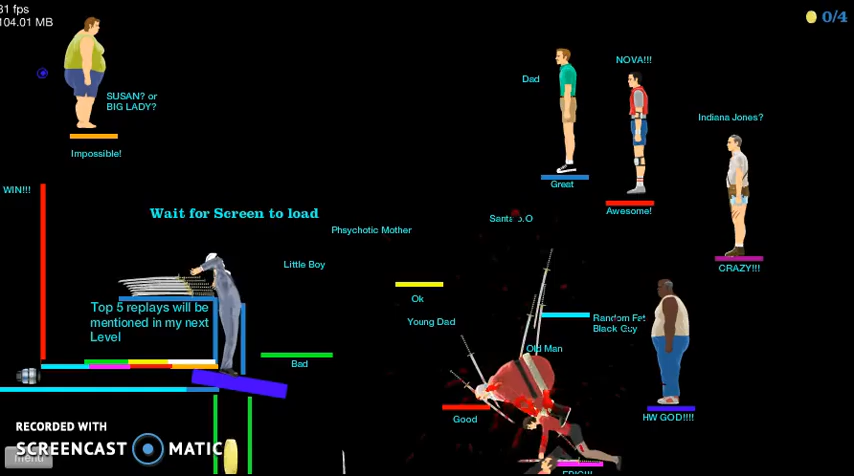 31 fps
104.01 MB
0/4
NOVA!!!
Dad
SUSAN? or
BIG LADY?
Indiana Jones?
Impossible!
Great
WIN!!!
Awesome!
Wait for Screen to load
Phsychotic Mother
Little Boy
CRAZY!!!
Ok
Top 5 replays will be
mentioned in my next
Level
Young Dad
Random Fat
Black Guy
Old Man
Bad
Good
HW GOD!!!!
RECORDED WITH
SCREENCAST MATIC
menu